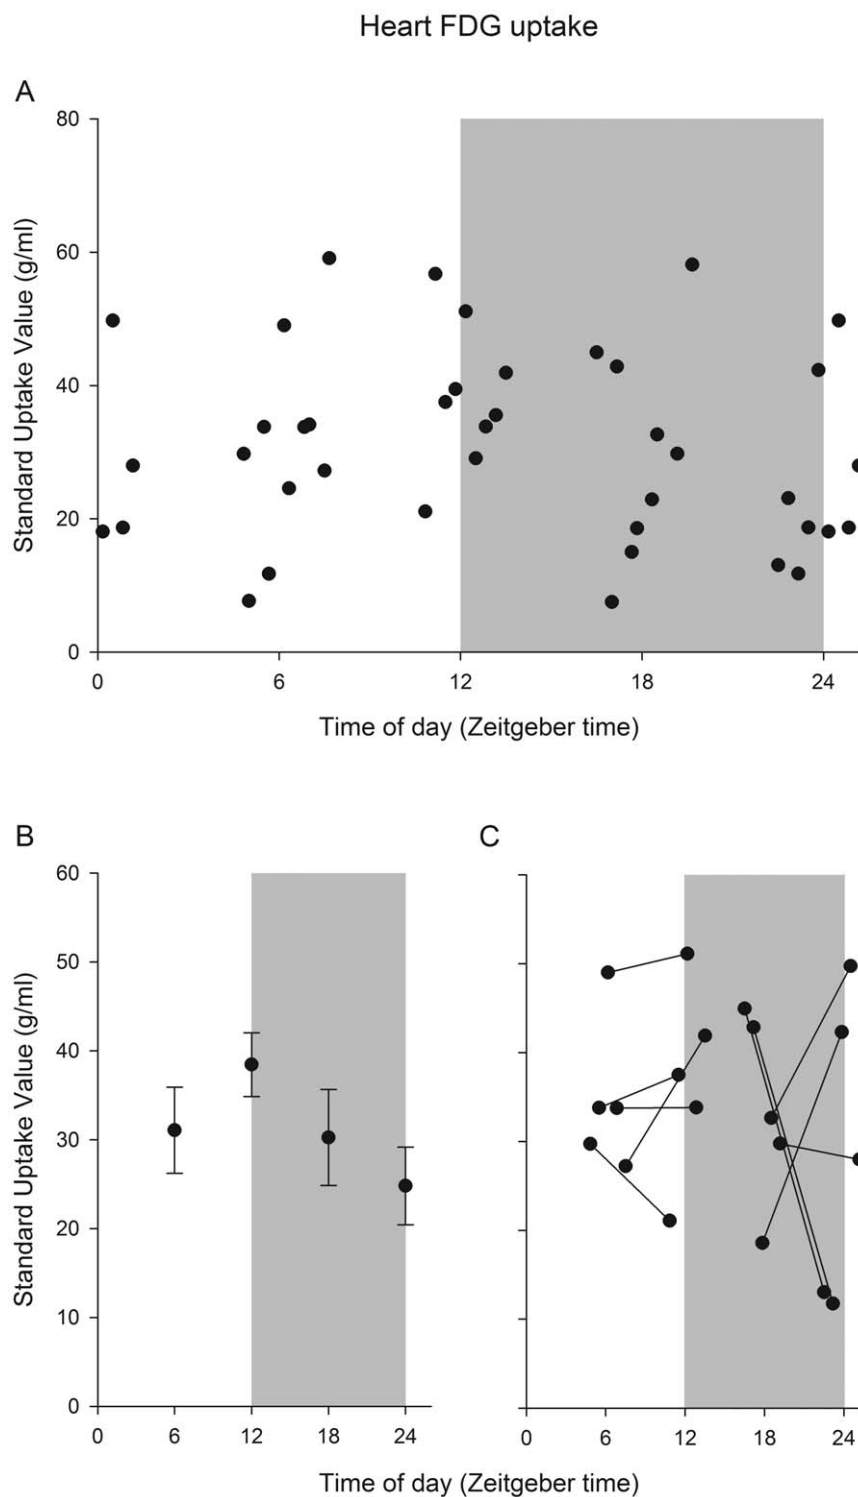 Heart FDG uptake
A
Standard Uptake Value (g/ml)
80
60
40
20
0
0 6 12 18 24
Time of day (Zeitgeber time)
B C
Standard Uptake Value (g/ml)
60
50
40
30
20
10
0
0 6 12 18 24 0 6 12 18 24
Time of day (Zeitgeber time)